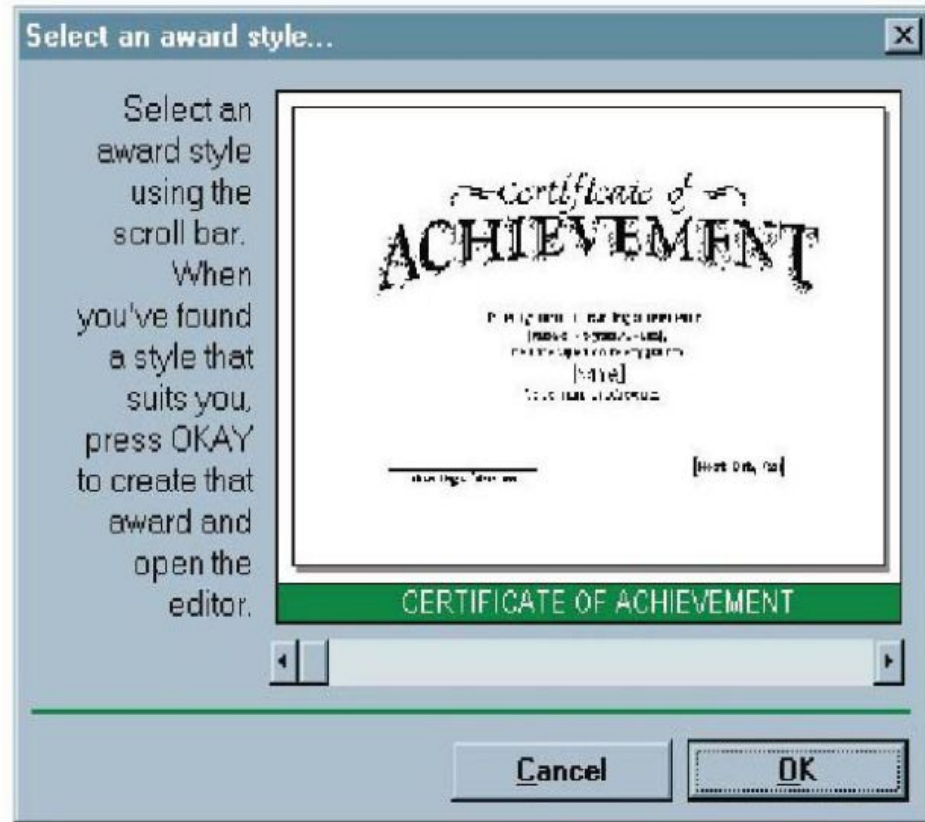 Select an award style...
Select an
award style
using the
scroll bar.
When
you've found
a style that
suits you,
press OKAY
to create that
award and
open the
editor.
Certificate of
ACHIEVEMENT
[Name]
CERTIFICATE OF ACHIEVEMENT
Cancel
OK